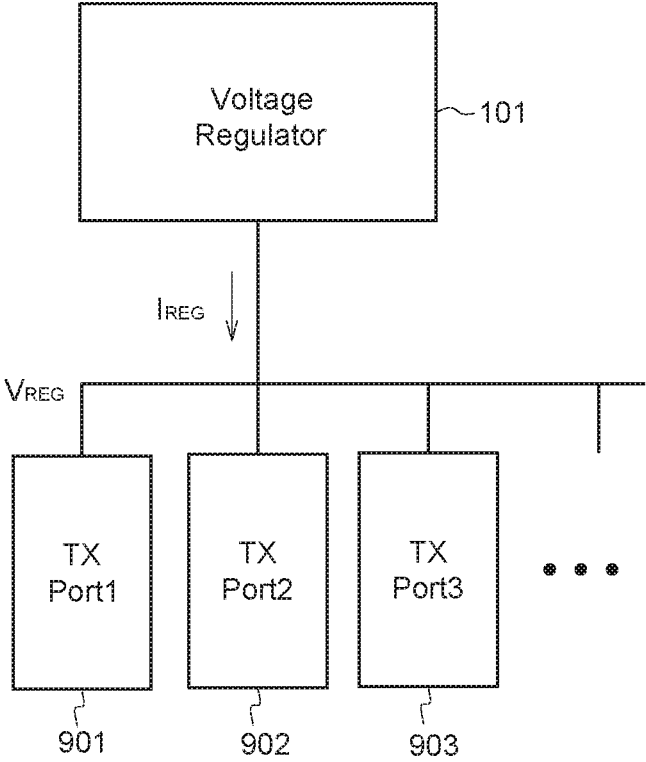 Voltage
Regulator
101
IREG
VREG
TX
Port1
TX
Port2
TX
Port3
901
902
903